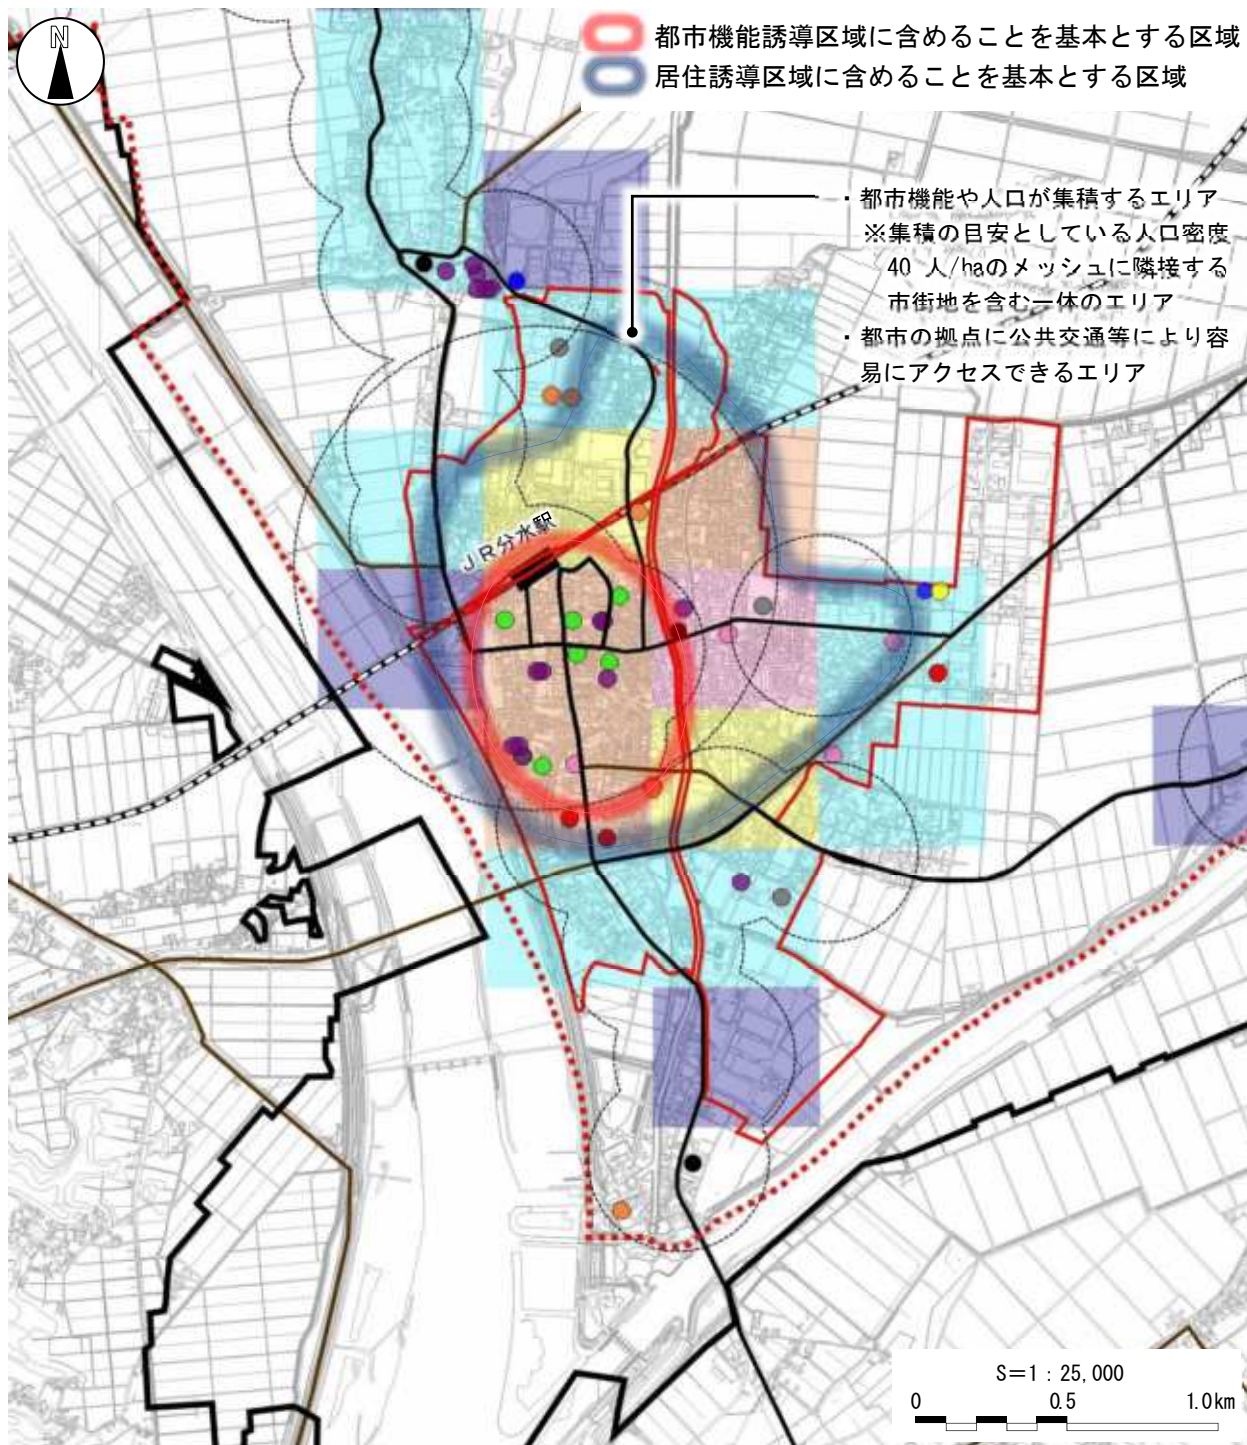 N
都市機能誘導区域に含めることを基本とする区域
居住誘導区域に含めることを基本とする区域
・都市機能や人口が集積するエリア
※集積の目安としている人口密度
40 人/haのメッシュに隣接する
市街地を含む一体のエリア
・都市の拠点に公共交通等により容
易にアクセスできるエリア
JR分水駅
S=1:25,000
0 0.5 1.0km